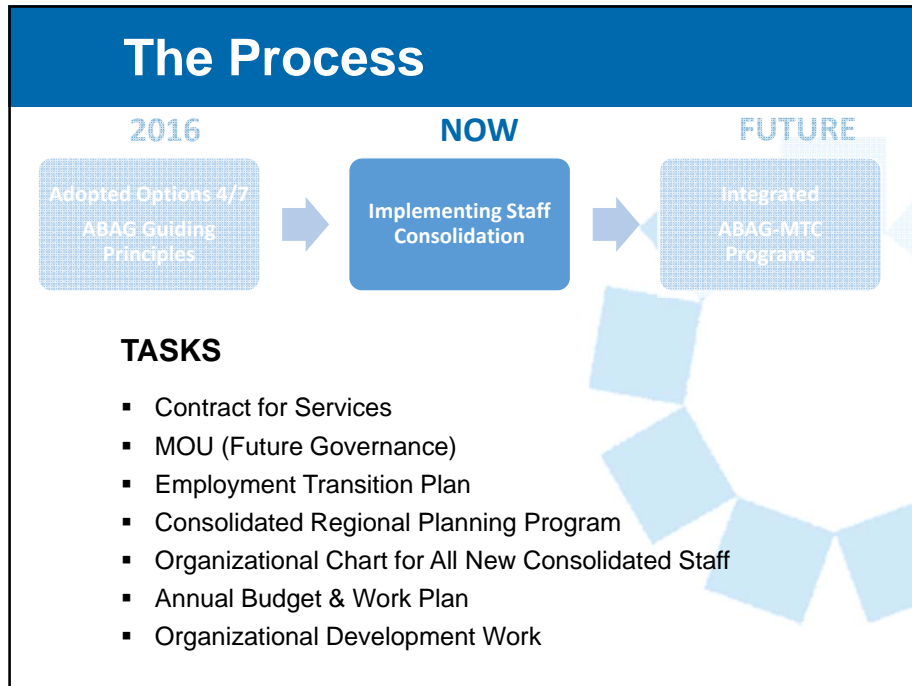 The Process
2016
NOW
FUTURE
Adopted Options 4/7
ABAG Guiding
Principles
Implementing Staff
Consolidation
Integrated
ABAG-MTC
Programs
TASKS
▪ Contract for Services
▪ MOU (Future Governance)
▪ Employment Transition Plan
▪ Consolidated Regional Planning Program
▪ Organizational Chart for All New Consolidated Staff
▪ Annual Budget & Work Plan
▪ Organizational Development Work